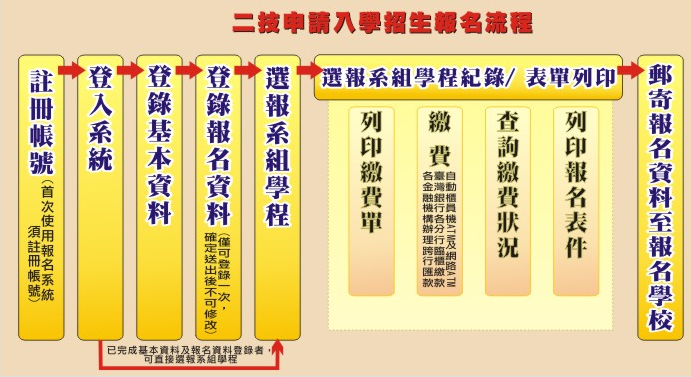 二技申請入學招生報名流程
註冊帳號
(首次使用報名系統
須註冊帳號)
登入系統
登錄基本資料
登錄報名資料
(僅可登錄一次，
確定送出後不可修改)
選報系組學程
選報系組學程紀錄/ 表單列印
列印繳費單
繳 費
自動櫃員機ATM及網路ATM
臺灣銀行各分行臨櫃繳款
各金融機構辦理跨行匯款
查詢繳費狀況
列印報名表件
郵寄報名資料至報名學校
已完成基本資料及報名資料登錄者，
可直接選報系組學程